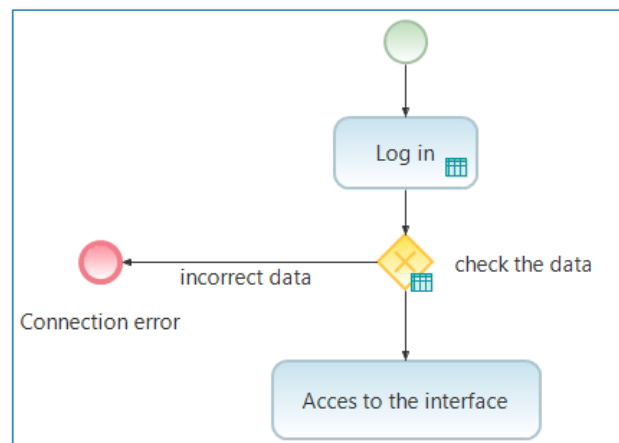 Log in
check the data
incorrect data
Connection error
Acces to the interface